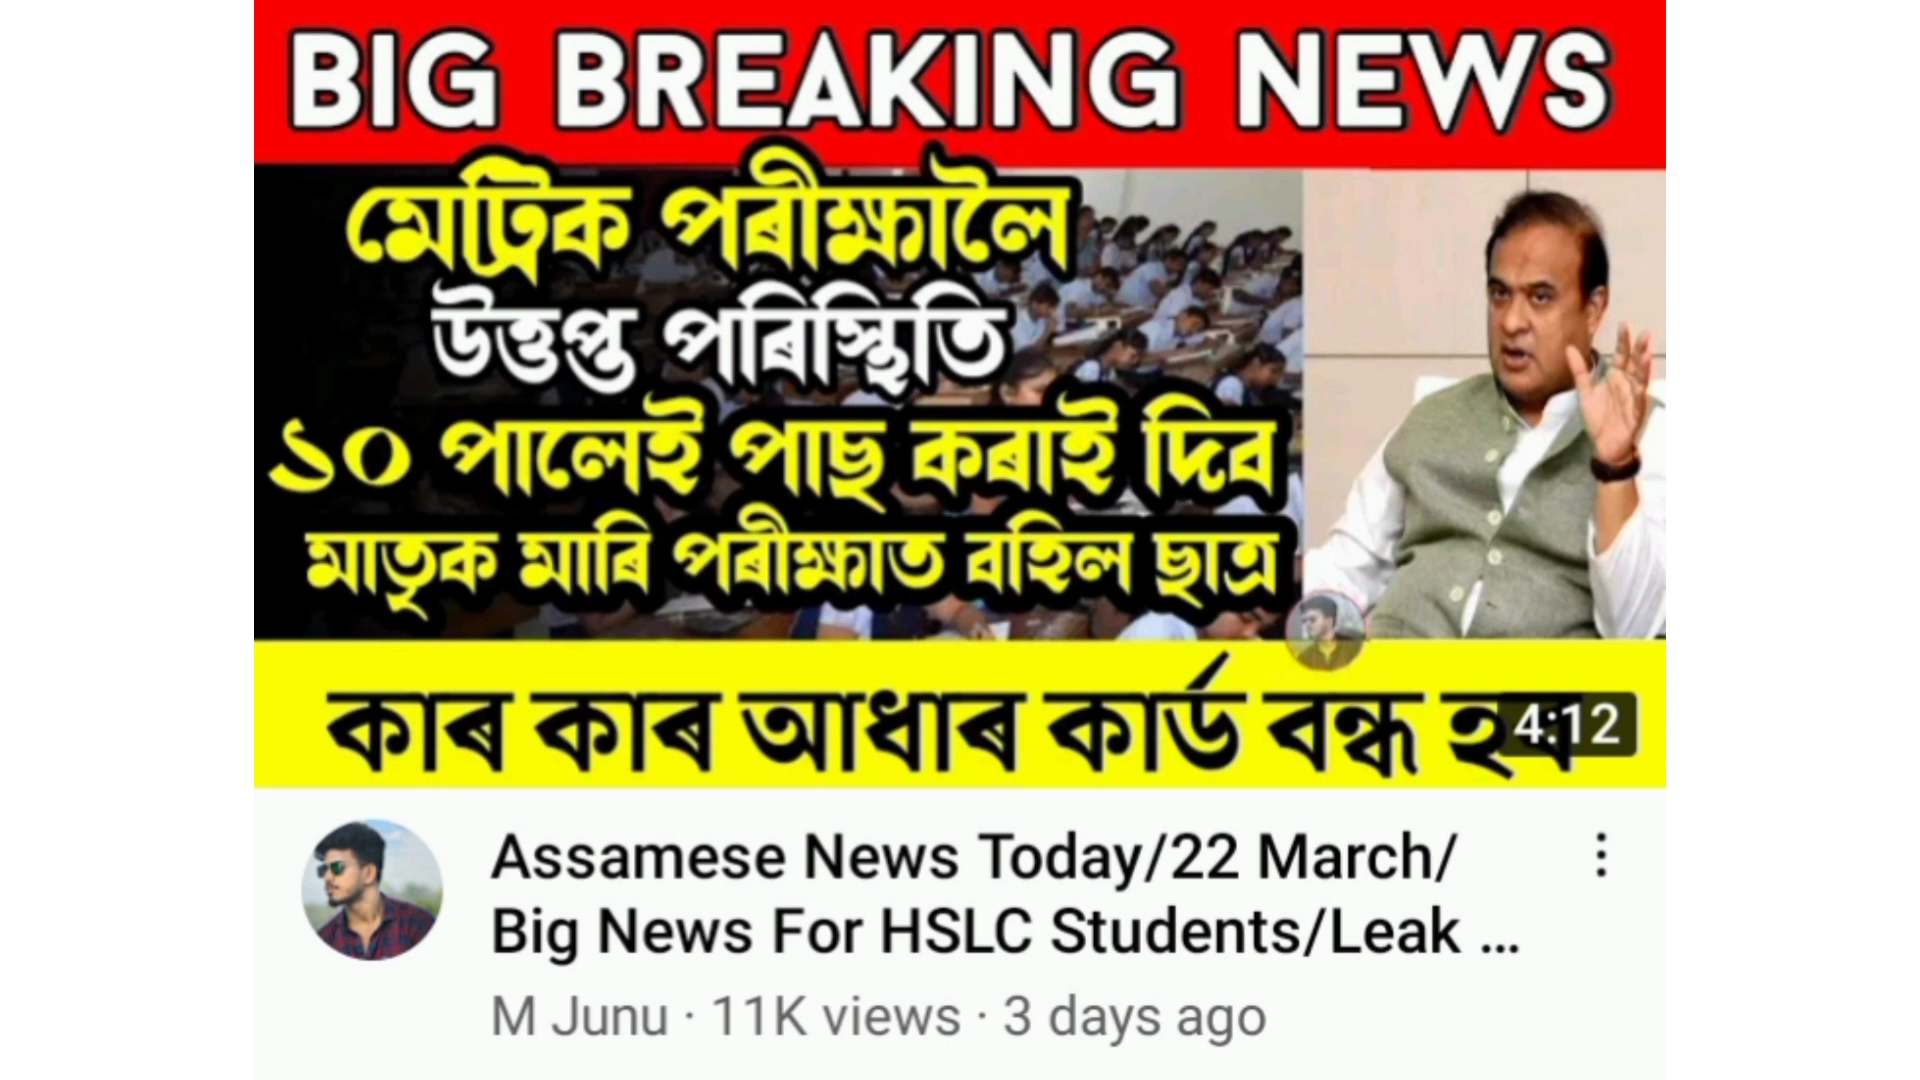 BIG BREAKING NEWS
মেট্ৰিক পৰীক্ষালৈ
উত্তপ্ত পৰিস্থিতি
১০ পালেই পাছ কৰাই দিব
মাতৃক মাৰি পৰীক্ষাত বহিল ছাত্ৰ
কাৰ কাৰ আধাৰ কাৰ্ড বন্ধ হব
4:12
Assamese News Today/22 March/
Big News For HSLC Students/Leak ...
M Junu · 11K views · 3 days ago